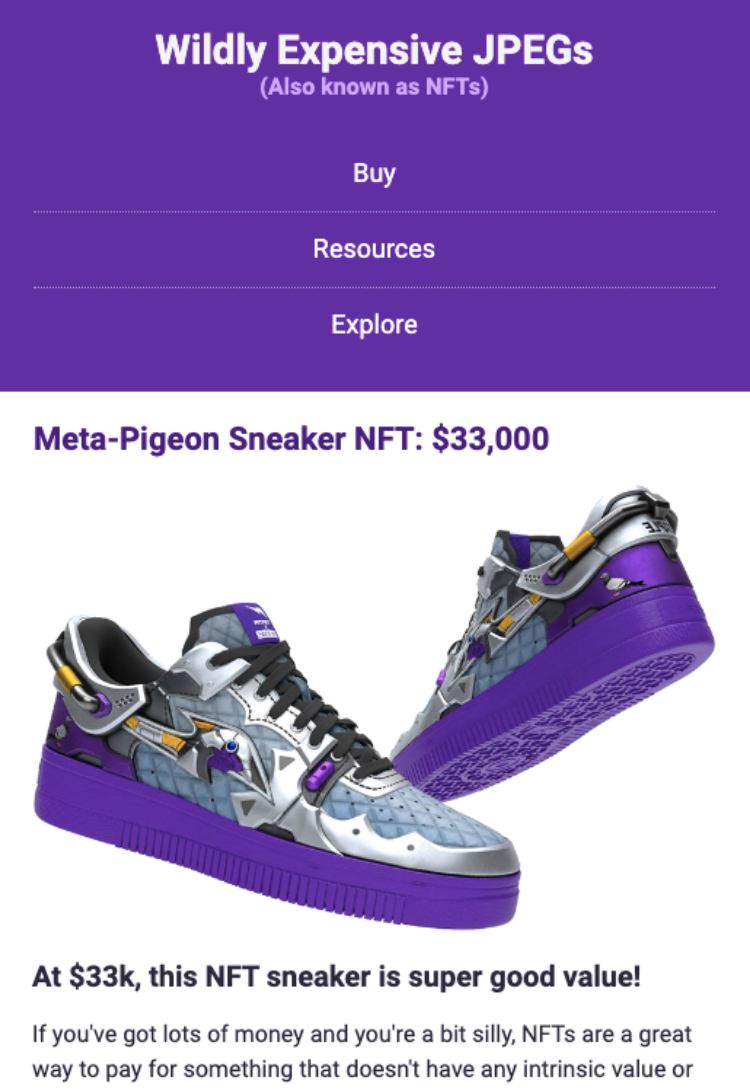 Wildly Expensive JPEGs
(Also known as NFTs)
Buy
Resources
Explore
Meta-Pigeon Sneaker NFT: $33,000
At $33k, this NFT sneaker is super good value!
If you've got lots of money and you're a bit silly, NFTs are a great
way to pay for something that doesn't have any intrinsic value or